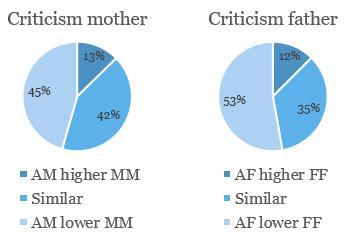 Criticism mother
13%
42%
45%
AM higher MM
Similar
AM lower MM
Criticism father
12%
35%
53%
AF higher FF
Similar
AF lower FF